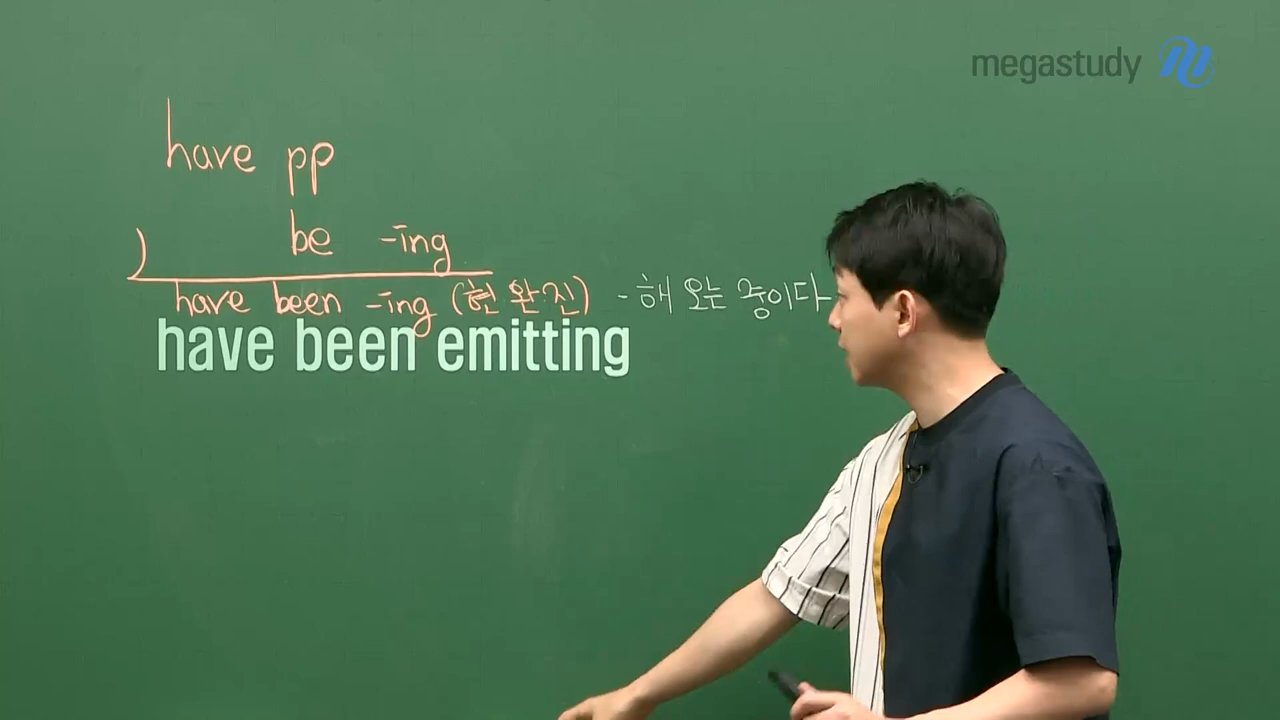 megastudy
have pp
be -ing
have been -ing (현완진) -해 오는 중이다
have been emitting